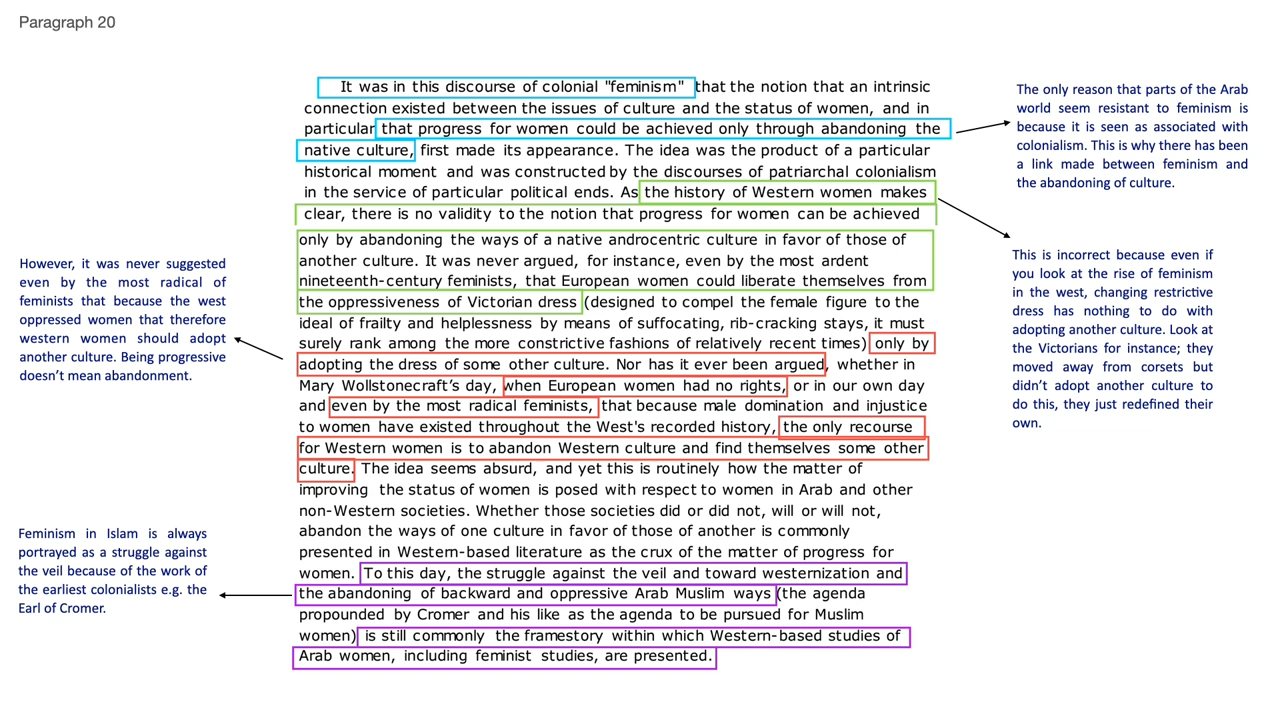 Paragraph 20
It was in this discourse of colonial "feminism" that the notion that an intrinsic
connection existed between the issues of culture and the status of women, and in
particular that progress for women could be achieved only through abandoning the
native culture, first made its appearance. The idea was the product of a particular
historical moment and was constructed by the discourses of patriarchal colonialism
in the service of particular political ends. As the history of Western women makes
clear, there is no validity to the notion that progress for women can be achieved
only by abandoning the ways of a native androcentric culture in favor of those of
another culture. It was never argued, for instance, even by the most ardent
nineteenth-century feminists, that European women could liberate themselves from
the oppressiveness of Victorian dress (designed to compel the female figure to the
ideal of frailty and helplessness by means of suffocating, rib-cracking stays, it must
surely rank among the more constrictive fashions of relatively recent times) only by
adopting the dress of some other culture. Nor has it ever been argued, whether in
Mary Wollstonecraft's day, when European women had no rights, or in our own day
and even by the most radical feminists, that because male domination and injustice
to women have existed throughout the West's recorded history, the only recourse
for Western women is to abandon Western culture and find themselves some other
culture. The idea seems absurd, and yet this is routinely how the matter of
improving the status of women is posed with respect to women in Arab and other
non-Western societies. Whether those societies did or did not, will or will not,
abandon the ways of one culture in favor of those of another is commonly
presented in Western-based literature as the crux of the matter of progress for
women. To this day, the struggle against the veil and toward westernization and
the abandoning of backward and oppressive Arab Muslim ways (the agenda
propounded by Cromer and his like as the agenda to be pursued for Muslim
women) is still commonly the framestory within which Western-based studies of
Arab women, including feminist studies, are presented.
The only reason that parts of the Arab
world seem resistant to feminism is
because it is seen as associated with
colonialism. This is why there has been
a link made between feminism and
the abandoning of culture.
This is incorrect because even if
you look at the rise of feminism
in the west, changing restrictive
dress has nothing to do with
adopting another culture. Look at
the Victorians for instance; they
moved away from corsets but
didn't adopt another culture to
do this, they just redefined their
own.
However, it was never suggested
even by the most radical of
feminists that because the west
oppressed women that therefore
western women should adopt
another culture. Being progressive
doesn't mean abandonment.
Feminism in Islam is always
portrayed as a struggle against
the veil because of the work of
the earliest colonialists e.g. the
Earl of Cromer.